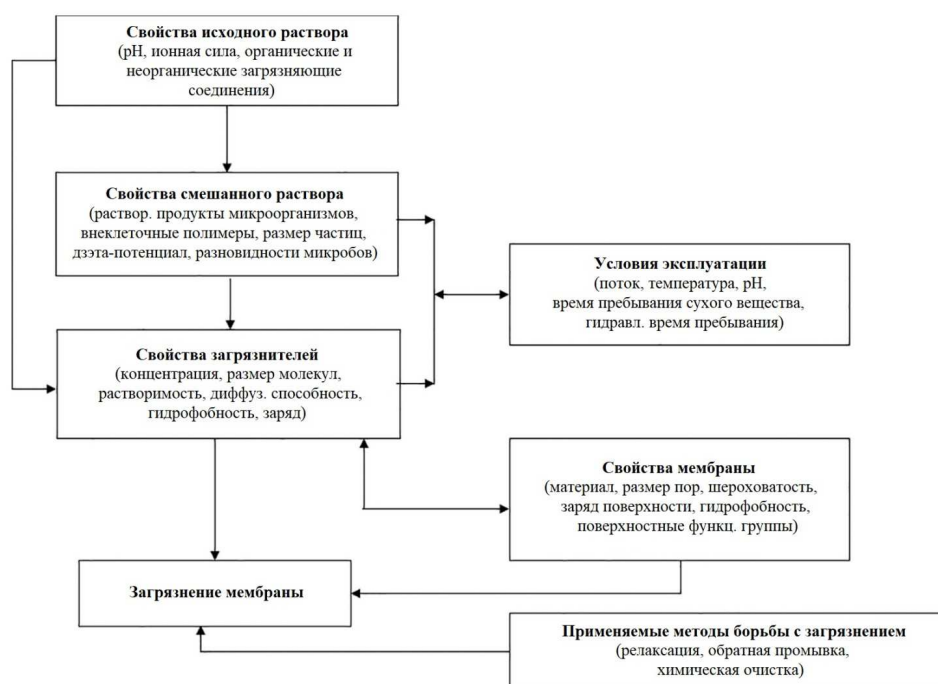 Свойства исходного раствора
(pH, ионная сила, органические и
неорганические загрязняющие
соединения)
Свойства смешанного раствора
(раствор. продукты микроорганизмов,
внеклеточные полимеры, размер частиц,
дзэта-потенциал, разновидности микробов)
Условия эксплуатации
(поток, температура, pH,
время пребывания сухого вещества,
гидравл. время пребывания)
Свойства загрязнителей
(концентрация, размер молекул,
растворимость, диффуз. способность,
гидрофобность, заряд)
Свойства мембраны
(материал, размер пор, шероховатость,
заряд поверхности, гидрофобность,
поверхностные функц. группы)
Загрязнение мембраны
Применяемые методы борьбы с загрязнением
(релаксация, обратная промывка,
химическая очистка)